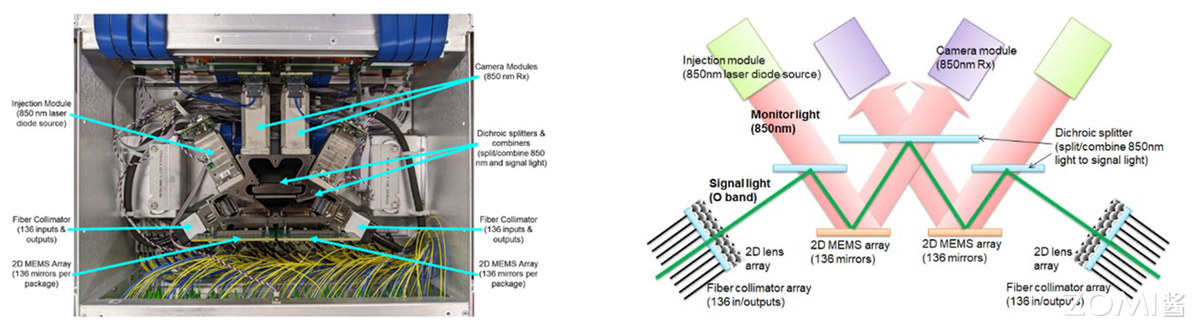 Camera Modules
(850 nm Rx)
Injection Module
(850 nm laser
diode source)
Dichroic splitters &
combiners
(split/combine 850
nm and signal light)
Fiber Collimator
(136 inputs &
outputs)
Fiber Collimator
(136 inputs &
outputs)
2D MEMS Array
(136 mirrors per
package)
2D MEMS Array
(136 mirrors per
package)
Injection module
(850nm laser diode source)
Camera module
(850nm Rx)
Monitor light
(850nm)
Dichroic splitter
(split/combine 850nm
light to signal light)
Signal light
(O band)
2D lens
array
2D MEMS array
(136 mirrors)
2D MEMS array
(136 mirrors)
2D lens
array
Fiber collimator array
(136 in/outputs)
Fiber collimator array
(136 in/outputs)
ZOMI酱